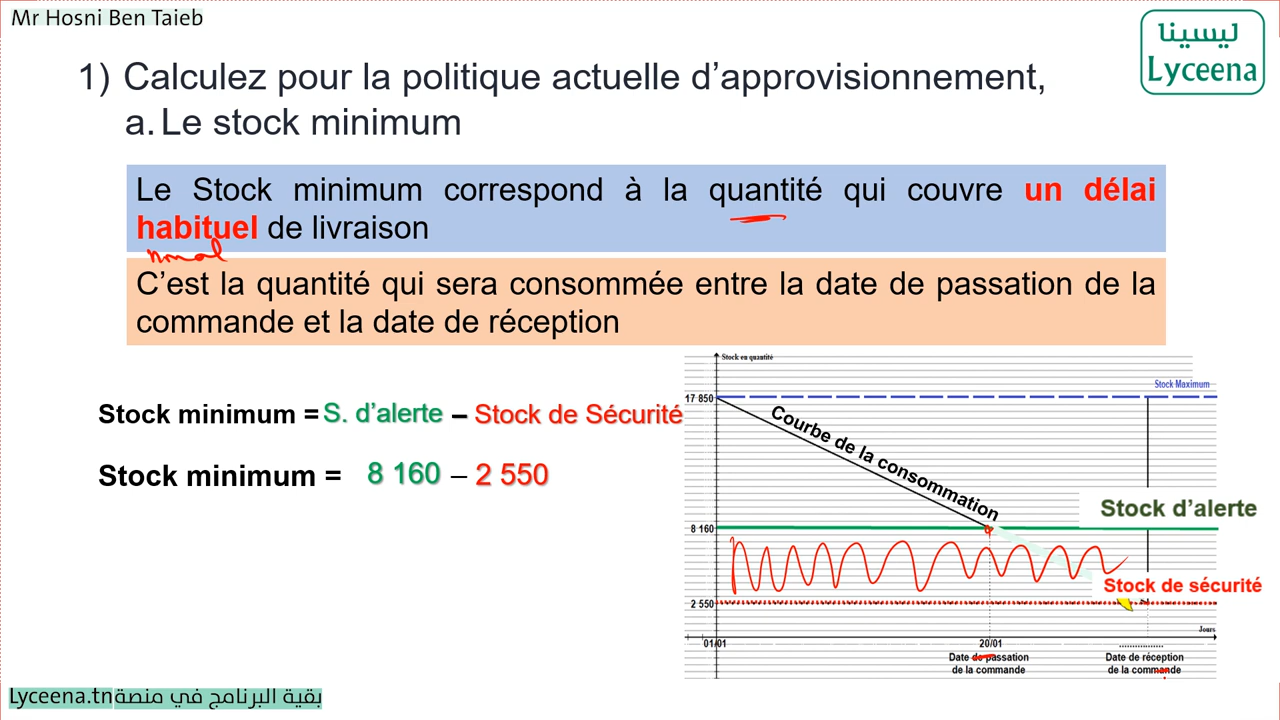 Mr Hosni Ben Taieb
ليسينا
Lyceena
1) Calculez pour la politique actuelle d’approvisionnement,
a. Le stock minimum
Le Stock minimum correspond à la quantité qui couvre un délai
habituel de livraison
C’est la quantité qui sera consommée entre la date de passation de la
commande et la date de réception
Stock minimum = S. d’alerte – Stock de Sécurité
Stock minimum = 8 160 – 2 550
Stock en quantité
Stock Maximum
17 850
Courbe de la consommation
Stock d’alerte
8 160
Stock de sécurité
2 550
Jours
01/01
20/01
Date de passation
de la commande
Date de réception
de la commande
Lyceena.tn بقية البرنامج في منصة